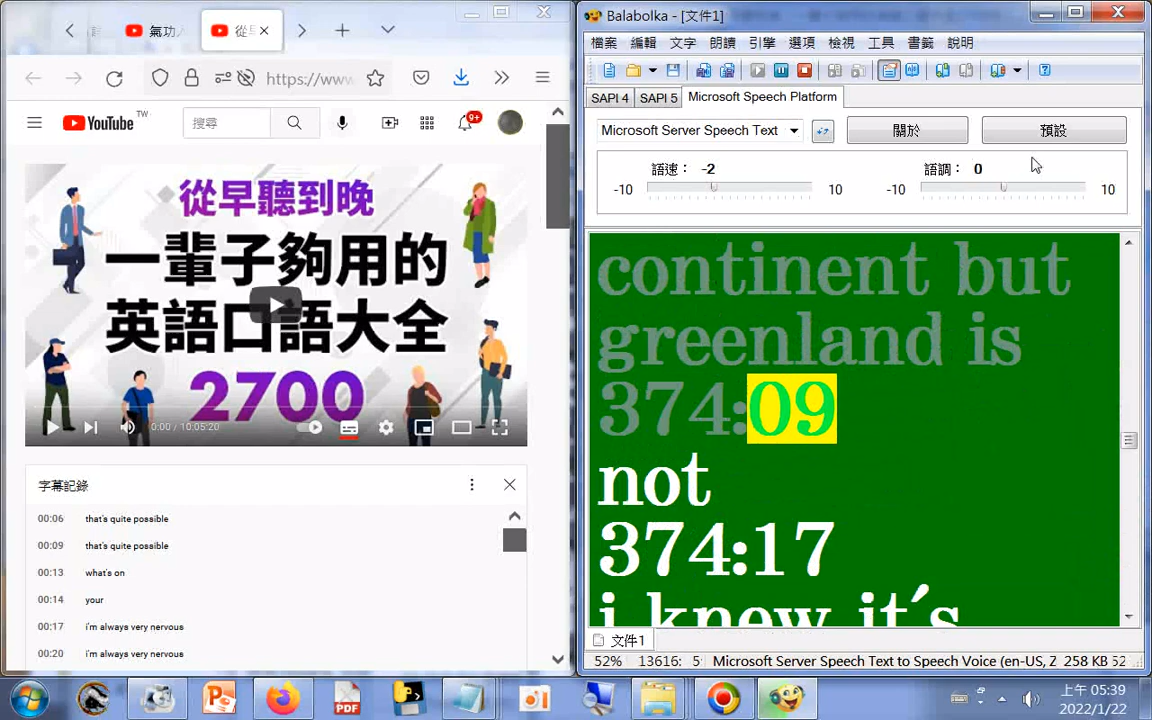 氣功
從
https://www
YouTube TW
搜尋
9+
從早聽到晚
一輩子夠用的
英語口語大全
2700
0:00 / 10:05:20
字幕記錄
00:06 that's quite possible
00:09 that's quite possible
00:13 what's on
00:14 your
00:17 i'm always very nervous
00:20 i'm always very nervous
Balabolka - [文件1]
檔案 編輯 文字 朗讀 引擎 選項 檢視 工具 書籤 說明
SAPI 4 SAPI 5 Microsoft Speech Platform
Microsoft Server Speech Text 關於 預設
語速： -2 語調： 0
-10 10 -10 10
continent but
greenland is
374:09
not
374:17
i knew it's
文件1
52% 13616: 5 Microsoft Server Speech Text to Speech Voice (en-US, Z 258 KB 52
PDF
上午 05:39
2022/1/22